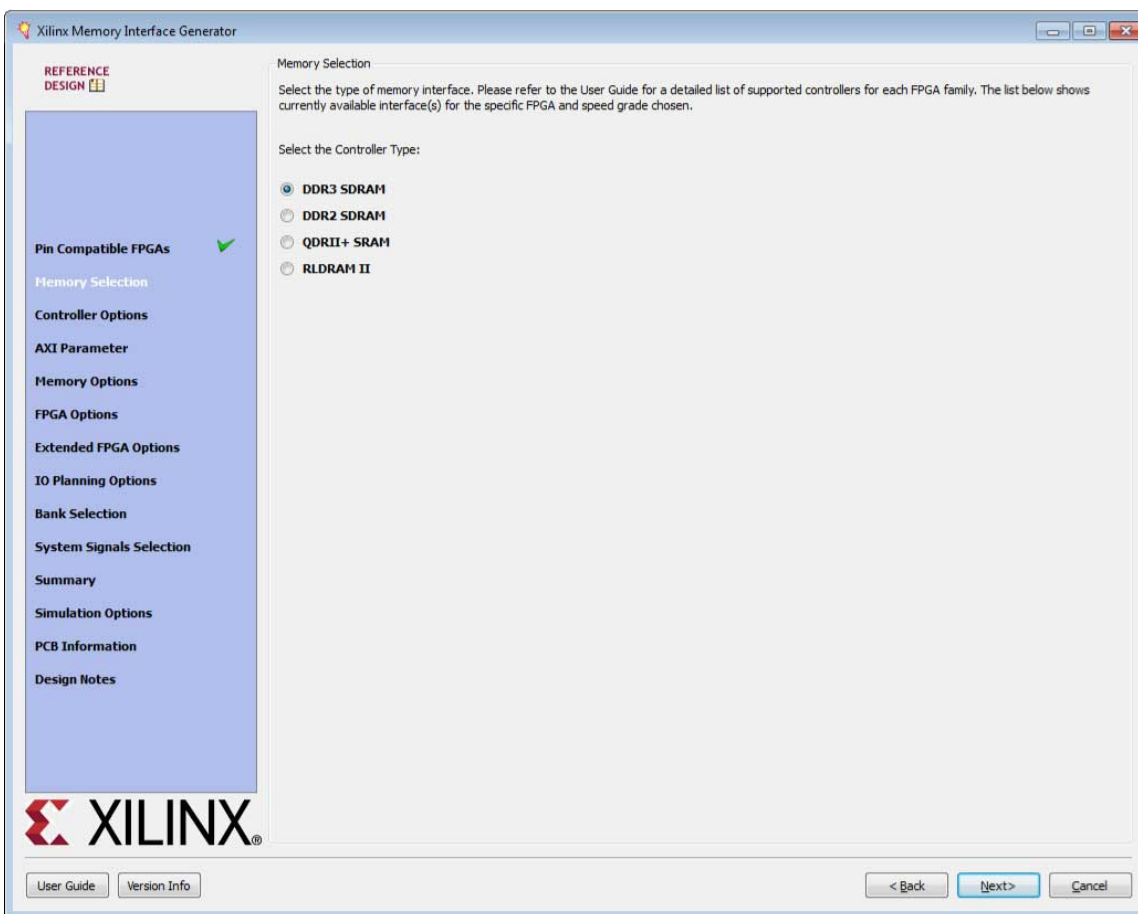 Xilinx Memory Interface Generator
REFERENCE
DESIGN
Pin Compatible FPGAs
Memory Selection
Controller Options
AXI Parameter
Memory Options
FPGA Options
Extended FPGA Options
IO Planning Options
Bank Selection
System Signals Selection
Summary
Simulation Options
PCB Information
Design Notes
XILINX®
Memory Selection
Select the type of memory interface. Please refer to the User Guide for a detailed list of supported controllers for each FPGA family. The list below shows
currently available interface(s) for the specific FPGA and speed grade chosen.
Select the Controller Type:
DDR3 SDRAM
DDR2 SDRAM
QDRII+ SRAM
RLDRAM II
User Guide Version Info < Back Next> Cancel